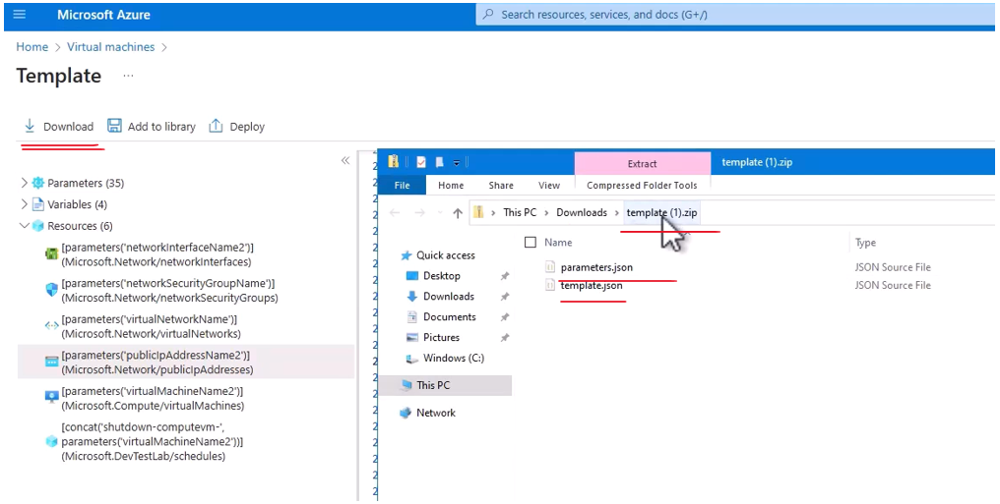 Microsoft Azure
Search resources, services, and docs (G+/)
Home > Virtual machines >
Template ...
Download Add to library Deploy
«
Parameters (35)
Variables (4)
Resources (6)
[parameters('networkInterfaceName2')]
(Microsoft.Network/networkInterfaces)
[parameters('networkSecurityGroupName')]
(Microsoft.Network/networkSecurityGroups)
[parameters('virtualNetworkName')]
(Microsoft.Network/virtualNetworks)
[parameters('publicIpAddressName2')]
(Microsoft.Network/publicIpAddresses)
[parameters('virtualMachineName2')]
(Microsoft.Compute/virtualMachines)
[concat('shutdown-computevm-',
parameters('virtualMachineName2'))]
(Microsoft.DevTestLab/schedules)
Extract template (1).zip
File Home Share View Compressed Folder Tools
This PC > Downloads > template (1).zip
Name Type
parameters.json JSON Source File
template.json JSON Source File
Quick access
Desktop
Downloads
Documents
Pictures
Windows (C:)
This PC
Network